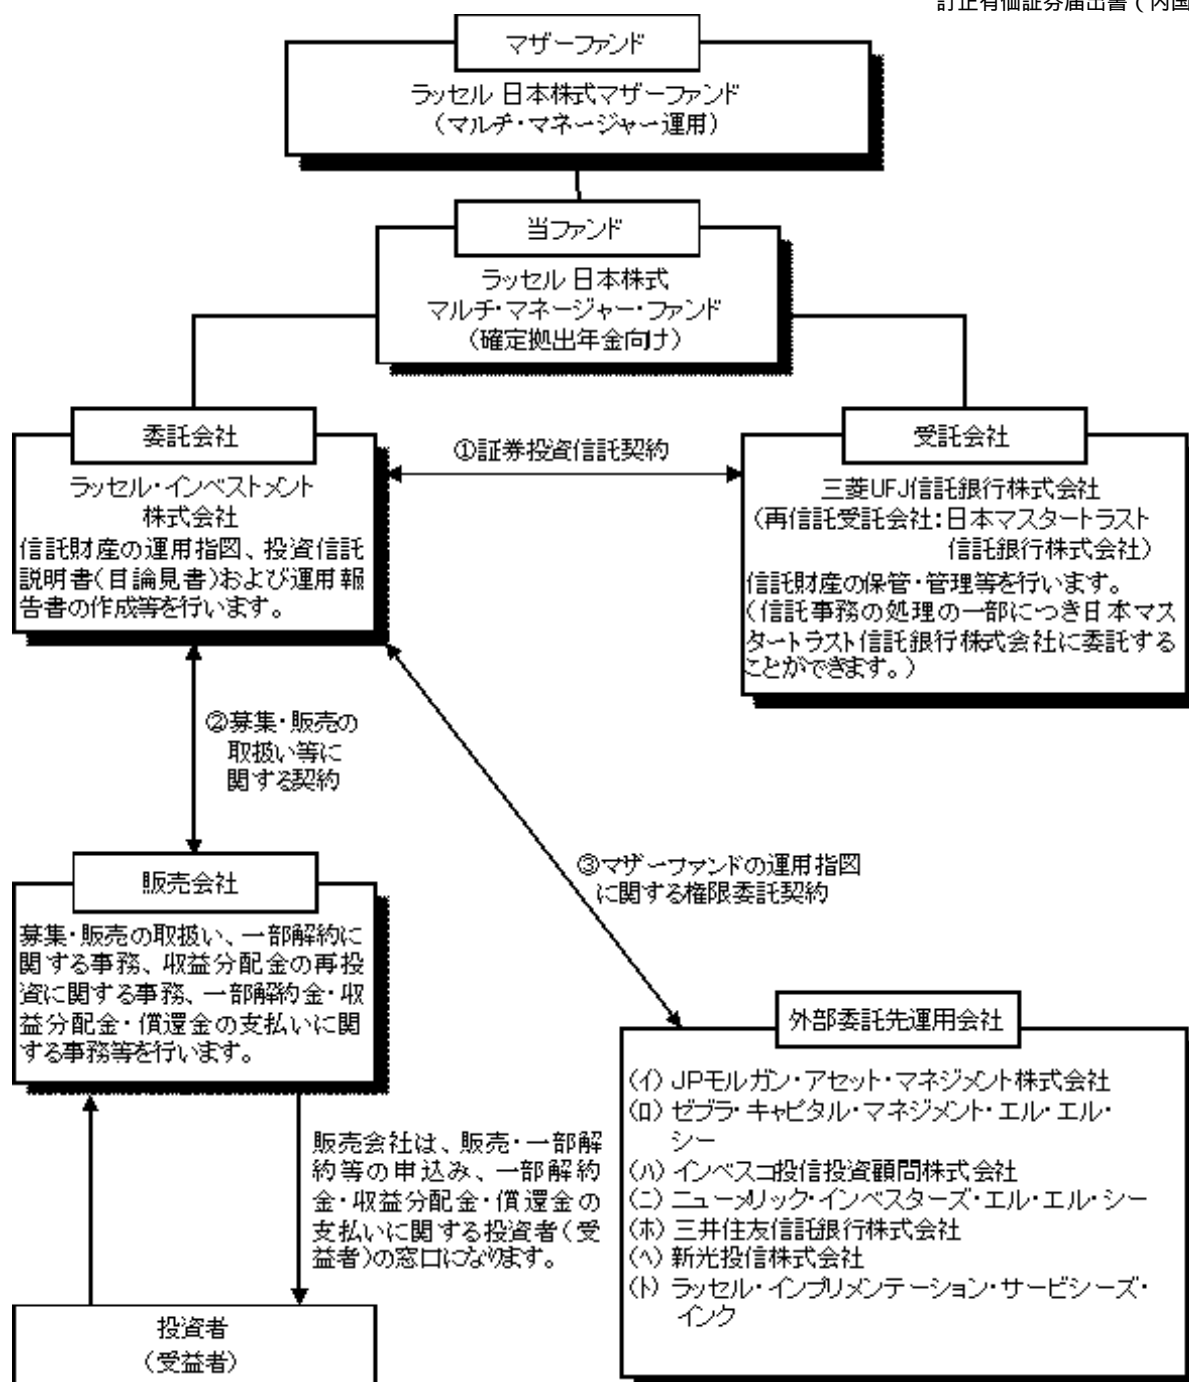 訂正有価証券届出書（内国
マザーファンド
ラッセル 日本株式マザーファンド
（マルチ・マネージャー運用）
当ファンド
ラッセル 日本株式
マルチ・マネージャー・ファンド
（確定拠出年金向け）
委託会社
ラッセル・インベストメント
株式会社
信託財産の運用指図、投資信託
説明書（目論見書）および運用報
告書の作成等を行います。
①証券投資信託契約
受託会社
三菱UFJ信託銀行株式会社
（再信託受託会社：日本マスタートラスト
信託銀行株式会社）
信託財産の保管・管理等を行います。
（信託事務の処理の一部につき日本マス
タートラスト信託銀行株式会社に委託する
ことができます。）
②募集・販売の
取扱い等に
関する契約
③マザーファンドの運用指図
に関する権限委託契約
販売会社
募集・販売の取扱い、一部解約に
関する事務、収益分配金の再投
資に関する事務、一部解約金・収
益分配金・償還金の支払いに関
する事務等を行います。
外部委託先運用会社
（イ）JPモルガン・アセット・マネジメント株式会社
（ロ）ゼブラ・キャピタル・マネジメント・エル・エル・
シー
（ハ）インベスコ投信投資顧問株式会社
（ニ）ニューメリック・インベスターズ・エル・エル・シー
（ホ）三井住友信託銀行株式会社
（ヘ）新光投信株式会社
（ト）ラッセル・インプリメンテーション・サービシーズ・
インク
販売会社は、販売・一部解
約等の申込み、一部解約
金・収益分配金・償還金の
支払いに関する投資者（受
益者）の窓口になります。
投資者
（受益者）